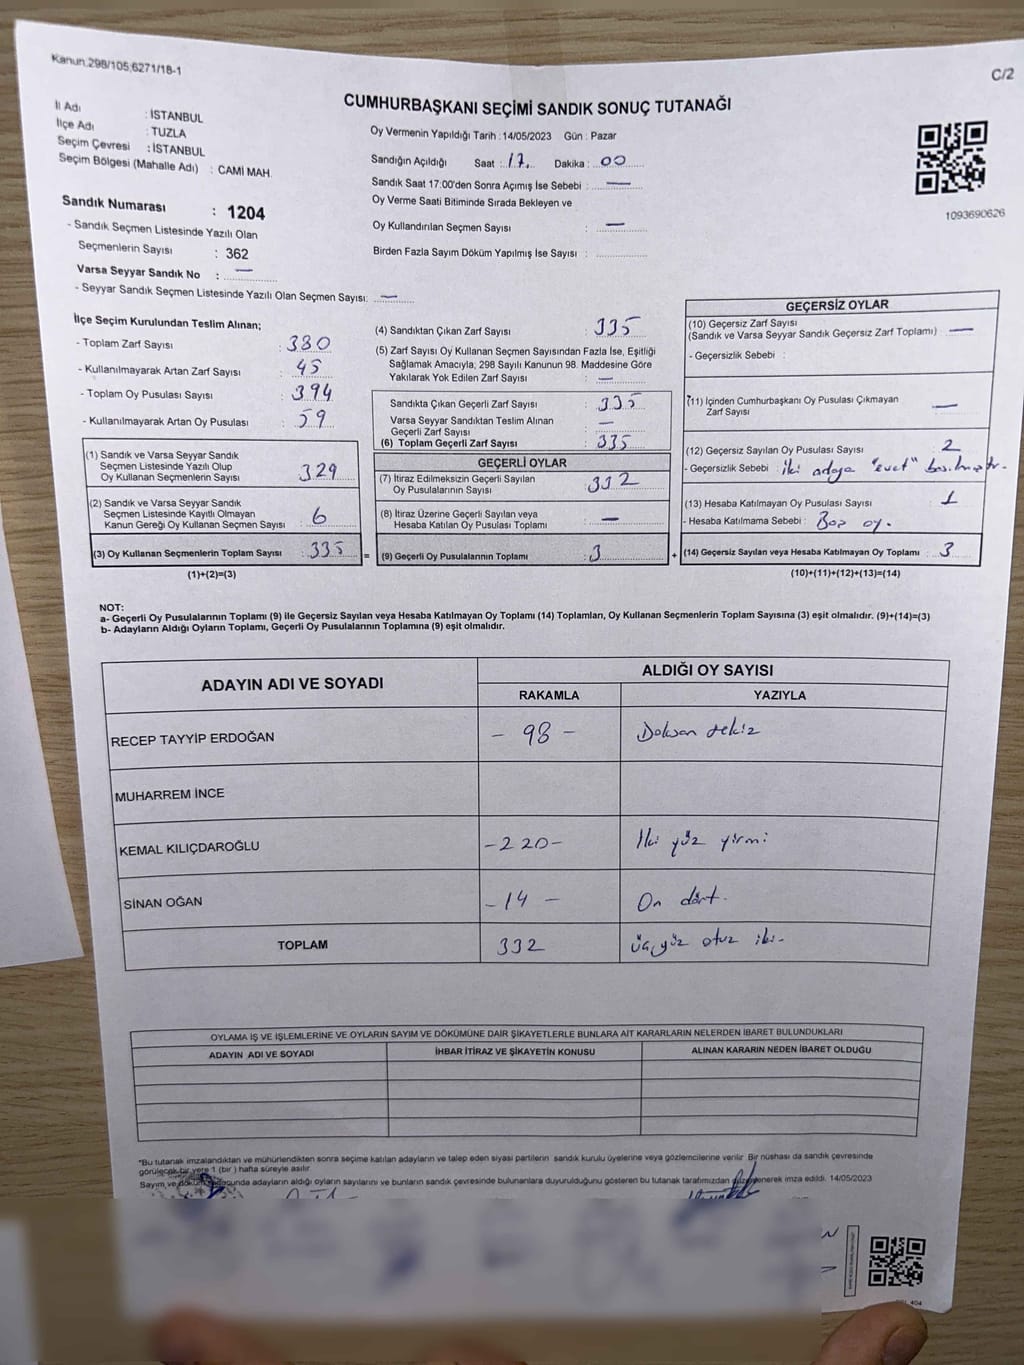 Kanun.298/105;6271/18-1
C/2
CUMHURBAŞKANI SEÇİMİ SANDIK SONUÇ TUTANAĞI
İl Adı : İSTANBUL
İlçe Adı : TUZLA
Seçim Çevresi : İSTANBUL
Seçim Bölgesi (Mahalle Adı) : CAMİ MAH.
Oy Vermenin Yapıldığı Tarih : 14/05/2023 Gün : Pazar
Sandığın Açıldığı Saat : 17. Dakika : 00
Sandık Saat 17:00'den Sonra Açımış İse Sebebi : —
Oy Verme Saati Bitiminde Sırada Bekleyen ve
Oy Kullandırılan Seçmen Sayısı : —
Birden Fazla Sayım Döküm Yapılmış İse Sayısı :
1093690626
Sandık Numarası : 1204
- Sandık Seçmen Listesinde Yazılı Olan
Seçmenlerin Sayısı : 362
Varsa Seyyar Sandık No : —
- Seyyar Sandık Seçmen Listesinde Yazılı Olan Seçmen Sayısı: —
İlçe Seçim Kurulundan Teslim Alınan;
- Toplam Zarf Sayısı : 380
- Kullanılmayarak Artan Zarf Sayısı : 45
- Toplam Oy Pusulası Sayısı : 394
- Kullanılmayarak Artan Oy Pusulası : 59
(1) Sandık ve Varsa Seyyar Sandık
Seçmen Listesinde Yazılı Olup
Oy Kullanan Seçmenlerin Sayısı : 329
(2) Sandık ve Varsa Seyyar Sandık
Seçmen Listesinde Kayıtlı Olmayan
Kanun Gereği Oy Kullanan Seçmen Sayısı : 6
(3) Oy Kullanan Seçmenlerin Toplam Sayısı : 335 =
(1)+(2)=(3)
(4) Sandıktan Çıkan Zarf Sayısı : 335
(5) Zarf Sayısı Oy Kullanan Seçmen Sayısından Fazla İse, Eşitliği
Sağlamak Amacıyla, 298 Sayılı Kanunun 98. Maddesine Göre
Yakılarak Yok Edilen Zarf Sayısı : —
Sandıkta Çıkan Geçerli Zarf Sayısı : 335
Varsa Seyyar Sandıktan Teslim Alınan
Geçerli Zarf Sayısı : —
(6) Toplam Geçerli Zarf Sayısı : 335
GEÇERLİ OYLAR
(7) İtiraz Edilmeksizin Geçerli Sayılan
Oy Pusulalarının Sayısı : 332
(8) İtiraz Üzerine Geçerli Sayılan veya
Hesaba Katılan Oy Pusulası Toplamı : —
(9) Geçerli Oy Pusulalarının Toplamı : 3 +
GEÇERSİZ OYLAR
(10) Geçersiz Zarf Sayısı
(Sandık ve Varsa Seyyar Sandık Geçersiz Zarf Toplamı) : —
- Geçersizlik Sebebi :
(11) İçinden Cumhurbaşkanı Oy Pusulası Çıkmayan
Zarf Sayısı : —
(12) Geçersiz Sayılan Oy Pusulası Sayısı : 2
- Geçersizlik Sebebi : iki adaya "evet" basılmıştır.
(13) Hesaba Katılmayan Oy Pusulası Sayısı : 1
- Hesaba Katılmama Sebebi : Boş oy.
(14) Geçersiz Sayılan veya Hesaba Katılmayan Oy Toplamı : 3
(10)+(11)+(12)+(13)=(14)
NOT:
a- Geçerli Oy Pusulalarının Toplamı (9) ile Geçersiz Sayılan veya Hesaba Katılmayan Oy Toplamı (14) Toplamları, Oy Kullanan Seçmenlerin Toplam Sayısına (3) eşit olmalıdır. (9)+(14)=(3)
b- Adayların Aldığı Oyların Toplamı, Geçerli Oy Pusulalarının Toplamına (9) eşit olmalıdır.
ADAYIN ADI VE SOYADI
ALDIĞI OY SAYISI
RAKAMLA YAZIYLA
RECEP TAYYİP ERDOĞAN - 98 - Doksan sekiz
MUHARREM İNCE
KEMAL KILIÇDAROĞLU -220- İki yüz yirmi
SİNAN OĞAN - 14 - On dört.
TOPLAM 332 üçyüz otuz iki.
OYLAMA İŞ VE İŞLEMLERİNE VE OYLARIN SAYIM VE DÖKÜMÜNE DAİR ŞİKAYETLERLE BUNLARA AİT KARARLARIN NELERDEN İBARET BULUNDUKLARI
ADAYIN ADI VE SOYADI İHBAR İTİRAZ VE ŞİKAYETİN KONUSU ALINAN KARARIN NEDEN İBARET OLDUĞU
*Bu tutanak imzalandıktan ve mühürlendikten sonra seçime katılan adayların ve talep eden siyasi partilerin sandık kurulu üyelerine veya gözlemcilerine verilir. Bir nüshası da sandık çevresinde
görülecek bir yere 1 (bir ) hafta süreyle asılır.
Sayım ve dökümü adayların aldığı oyların sayılarını ve bunların sandık çevresinde bulunanlara duyurulduğunu gösteren bu tutanak tarafımızdan düzenlenerek imza edildi. 14/05/2023
404